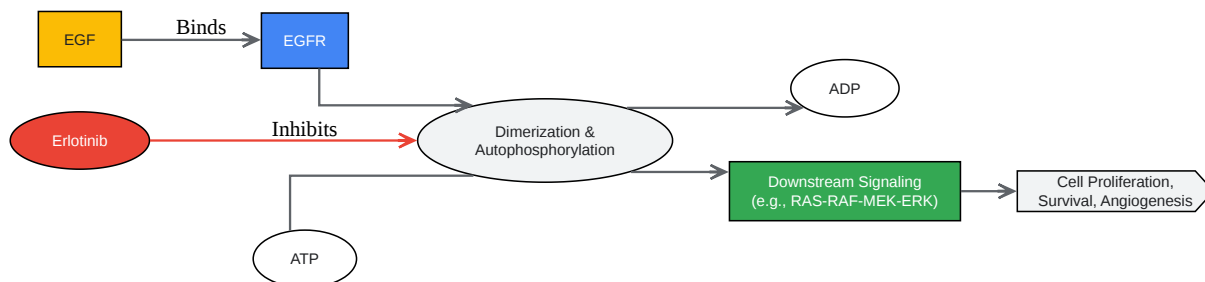 EGF
Binds
EGFR
ADP
Erlotinib
Inhibits
Dimerization &
Autophosphorylation
Downstream Signaling
(e.g., RAS-RAF-MEK-ERK)
Cell Proliferation,
Survival, Angiogenesis
ATP